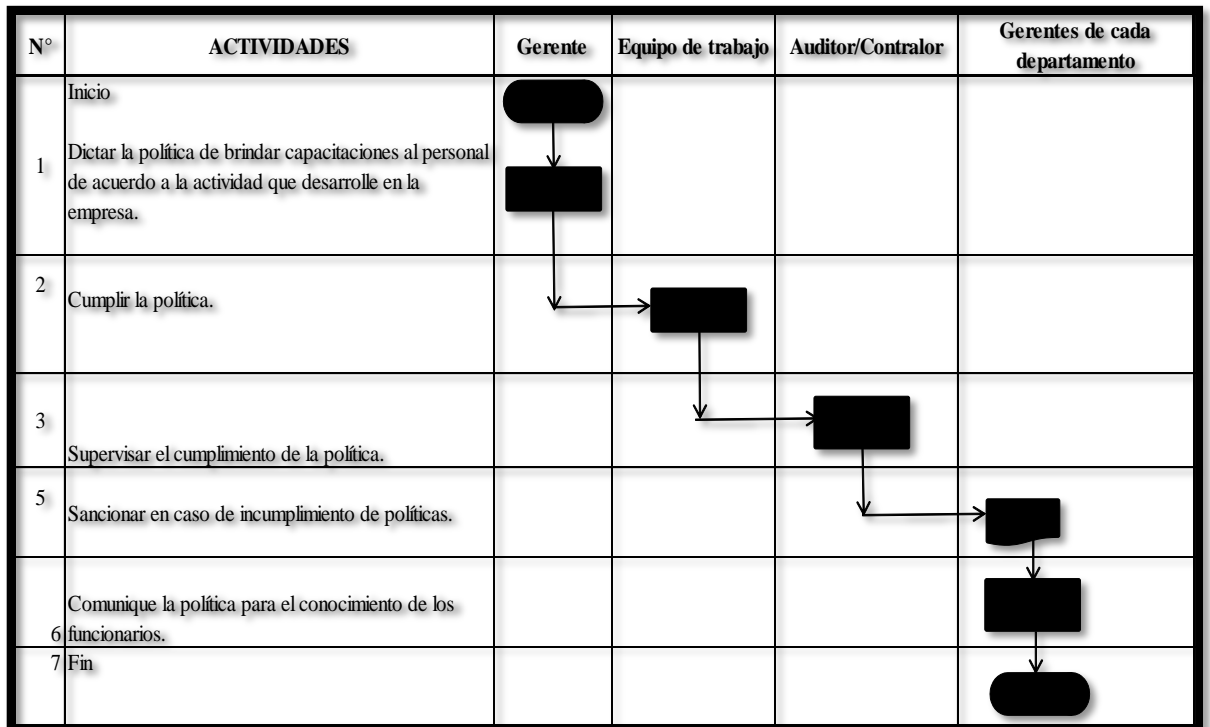 N° ACTIVIDADES Gerente Equipo de trabajo Auditor/Contralor Gerentes de cada
departamento
Inicio
1 Dictar la política de brindar capacitaciones al personal
de acuerdo a la actividad que desarrolle en la
empresa.
2
Cumplir la política.
3
Supervisar el cumplimiento de la política.
5
Sancionar en caso de incumplimiento de políticas.
Comunique la política para el conocimiento de los
6 funcionarios.
7 Fin